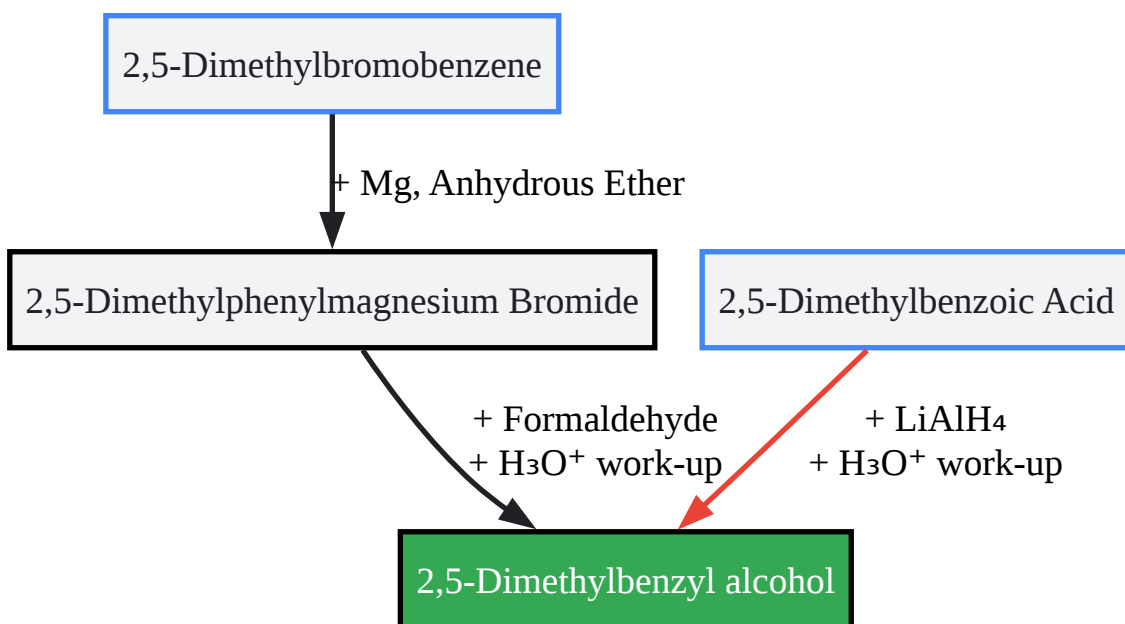 2,5-Dimethylbromobenzene
+ Mg, Anhydrous Ether
2,5-Dimethylphenylmagnesium Bromide
2,5-Dimethylbenzoic Acid
+ Formaldehyde
+ H₃O⁺ work-up
+ LiAlH₄
+ H₃O⁺ work-up
2,5-Dimethylbenzyl alcohol